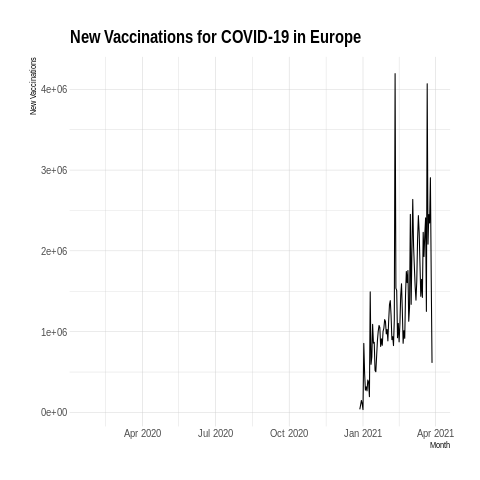 New Vaccinations for COVID-19 in Europe
New Vaccinations
4e+06
3e+06
2e+06
1e+06
0e+00
Apr 2020 Jul 2020 Oct 2020 Jan 2021 Apr 2021
Month